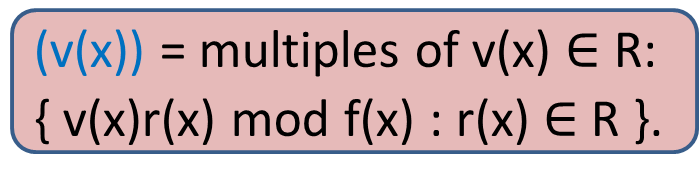 (v(x)) = multiples of v(x) ∈ R:
{ v(x)r(x) mod f(x) : r(x) ∈ R }.